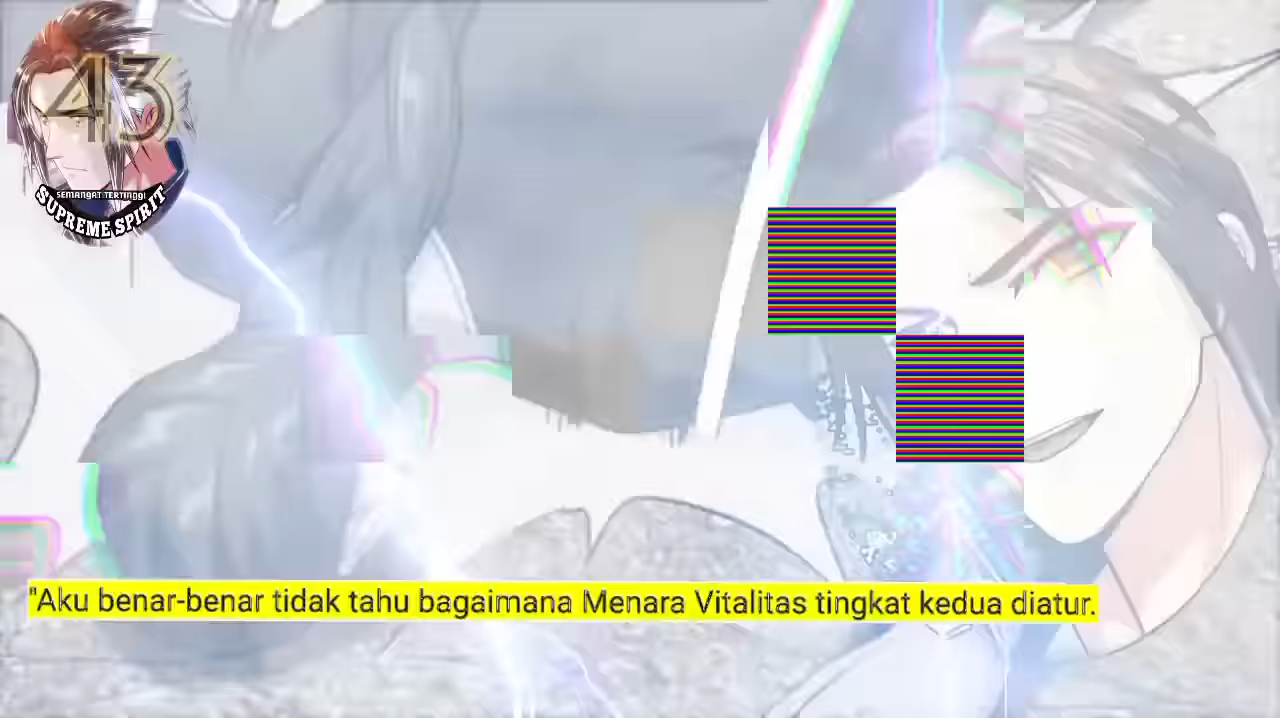 43
SEMANGAT TERTINGGI
SUPREME SPIRIT
"Aku benar-benar tidak tahu bagaimana Menara Vitalitas tingkat kedua diatur.